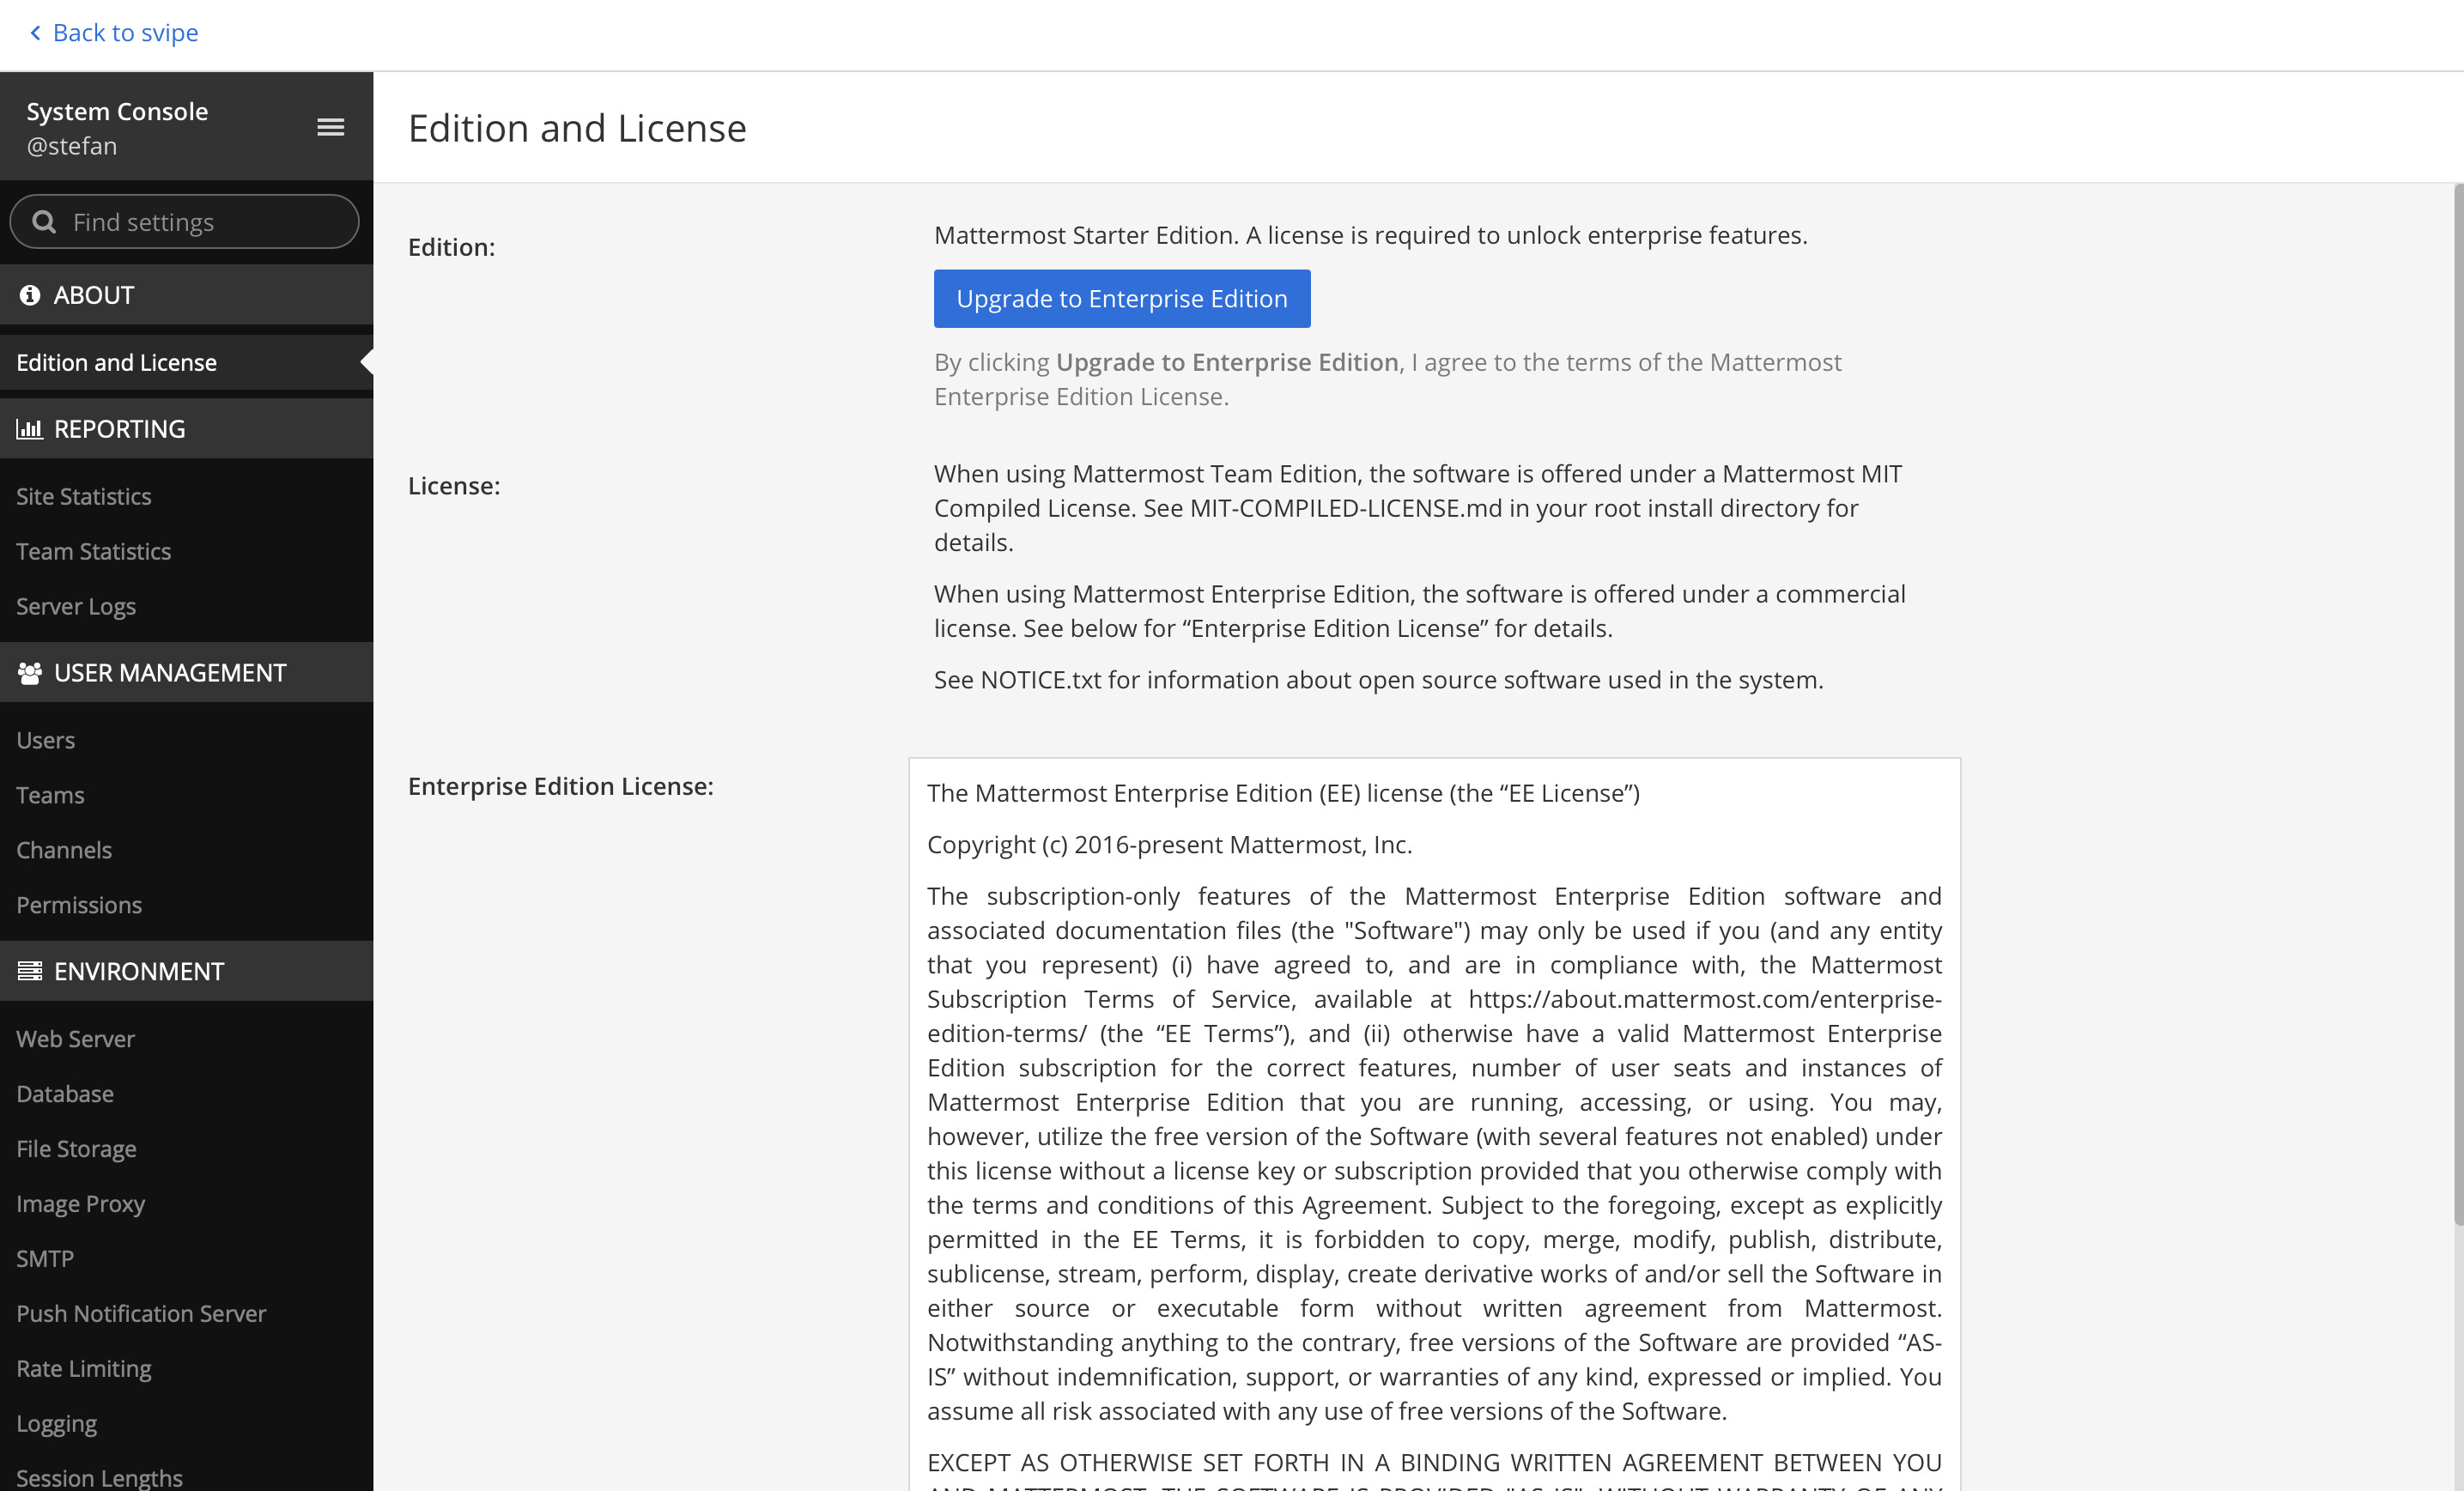 Back to svipe
System Console
@stefan
Find settings
ABOUT
Edition and License
REPORTING
Site Statistics
Team Statistics
Server Logs
USER MANAGEMENT
Users
Teams
Channels
Permissions
ENVIRONMENT
Web Server
Database
File Storage
Image Proxy
SMTP
Push Notification Server
Rate Limiting
Logging
Session Lengths
Edition and License
Edition:
Mattermost Starter Edition. A license is required to unlock enterprise features.
Upgrade to Enterprise Edition
By clicking Upgrade to Enterprise Edition, I agree to the terms of the Mattermost
Enterprise Edition License.
License:
When using Mattermost Team Edition, the software is offered under a Mattermost MIT
Compiled License. See MIT-COMPILED-LICENSE.md in your root install directory for
details.
When using Mattermost Enterprise Edition, the software is offered under a commercial
license. See below for “Enterprise Edition License” for details.
See NOTICE.txt for information about open source software used in the system.
Enterprise Edition License:
The Mattermost Enterprise Edition (EE) license (the “EE License”)
Copyright (c) 2016-present Mattermost, Inc.
The subscription-only features of the Mattermost Enterprise Edition software and
associated documentation files (the "Software") may only be used if you (and any entity
that you represent) (i) have agreed to, and are in compliance with, the Mattermost
Subscription Terms of Service, available at https://about.mattermost.com/enterprise-
edition-terms/ (the “EE Terms”), and (ii) otherwise have a valid Mattermost Enterprise
Edition subscription for the correct features, number of user seats and instances of
Mattermost Enterprise Edition that you are running, accessing, or using. You may,
however, utilize the free version of the Software (with several features not enabled) under
this license without a license key or subscription provided that you otherwise comply with
the terms and conditions of this Agreement. Subject to the foregoing, except as explicitly
permitted in the EE Terms, it is forbidden to copy, merge, modify, publish, distribute,
sublicense, stream, perform, display, create derivative works of and/or sell the Software in
either source or executable form without written agreement from Mattermost.
Notwithstanding anything to the contrary, free versions of the Software are provided “AS-
IS” without indemnification, support, or warranties of any kind, expressed or implied. You
assume all risk associated with any use of free versions of the Software.
EXCEPT AS OTHERWISE SET FORTH IN A BINDING WRITTEN AGREEMENT BETWEEN YOU
AND MATTERMOST, THE SOFTWARE IS PROVIDED "AS IS", WITHOUT WARRANTY OF ANY